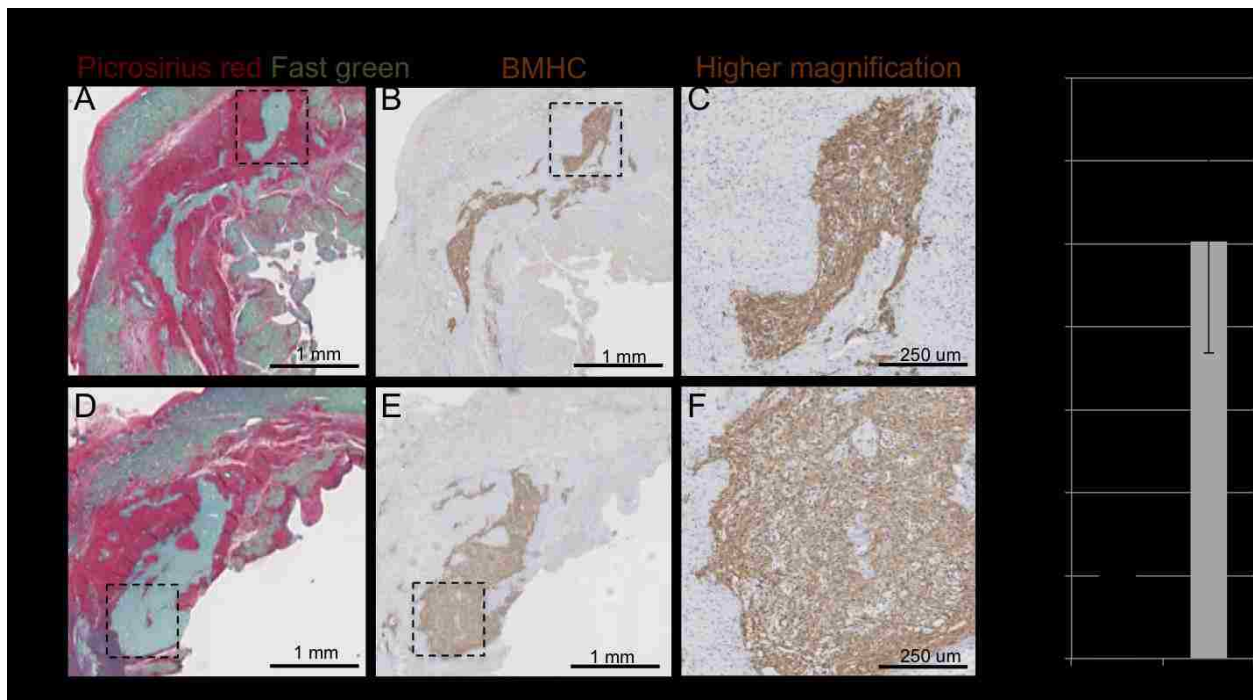 Picrosirius red Fast green BMHC Higher magnification
A B C
1 mm 1 mm 250 um
D E F
1 mm 1 mm 250 um